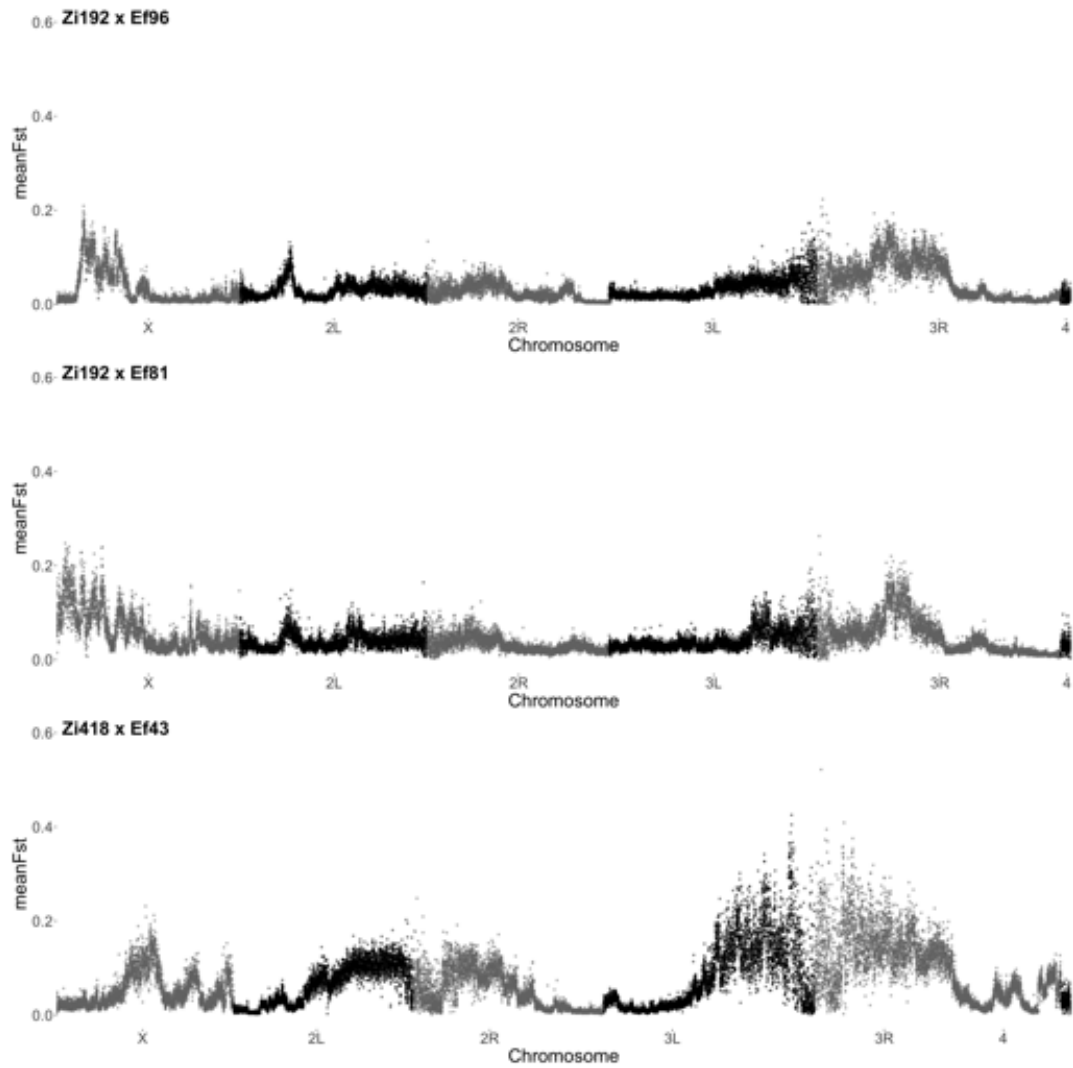 Zi192 x Ef96
0.6
0.4
meanFst
0.2
0.0
X 2L 2R 3L 3R 4
Chromosome
Zi192 x Ef81
0.6
0.4
meanFst
0.2
0.0
X 2L 2R 3L 3R 4
Chromosome
Zi418 x Ef43
0.6
0.4
meanFst
0.2
0.0
X 2L 2R 3L 3R 4
Chromosome